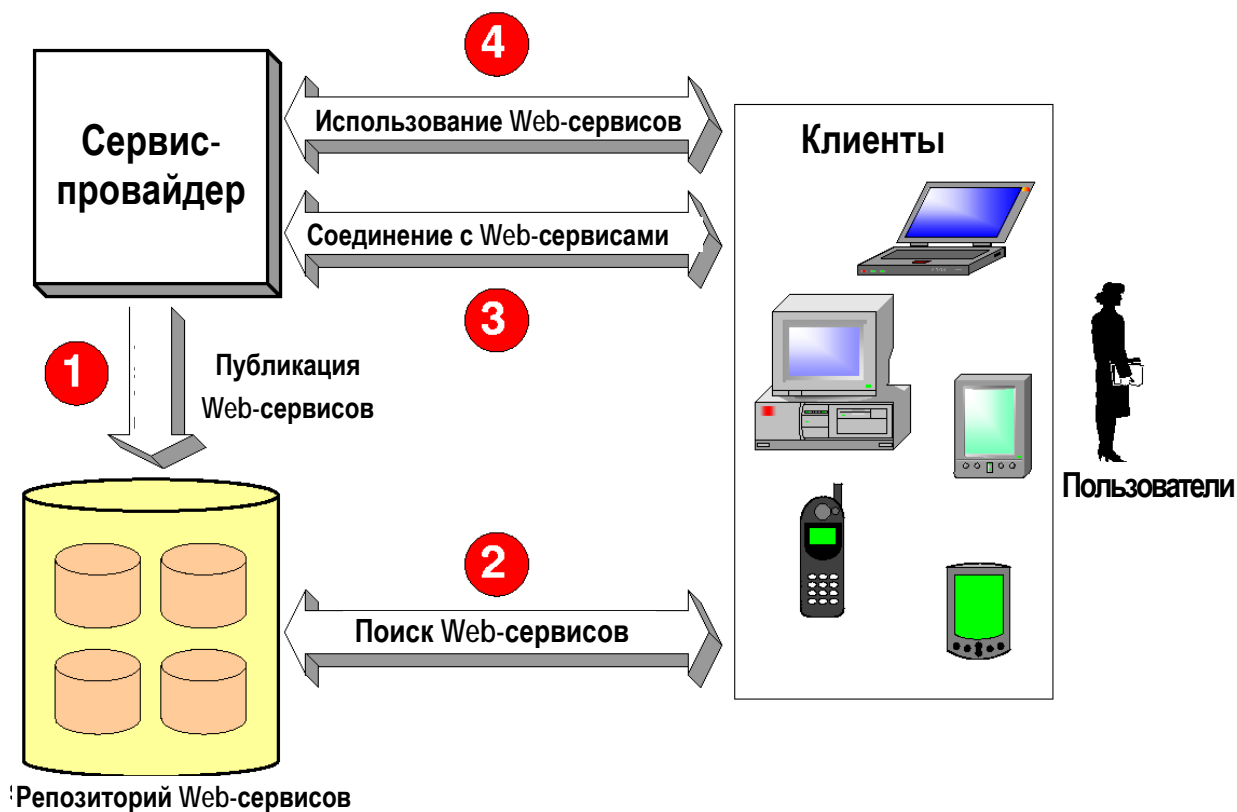 4
Сервис-
провайдер
Использование Web-сервисов
Клиенты
Соединение с Web-сервисами
3
1
Публикация
Web-сервисов
Пользователи
2
Поиск Web-сервисов
Репозиторий Web-сервисов